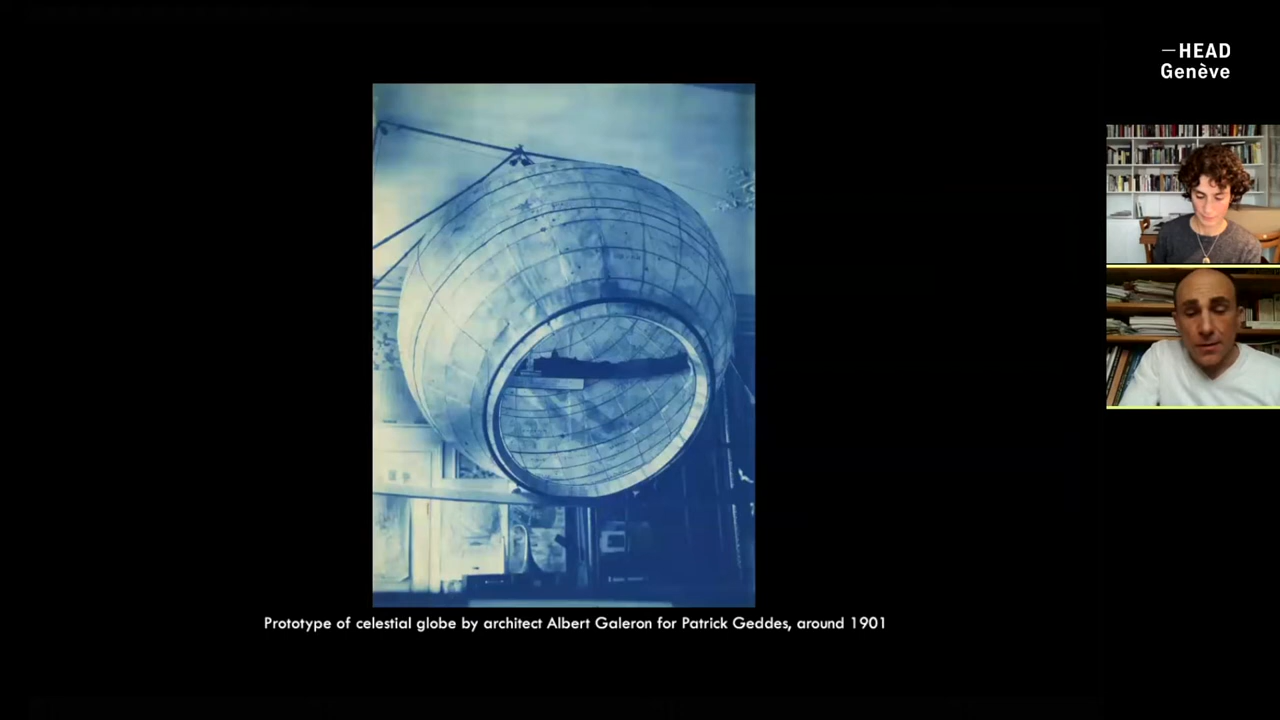 —HEAD
Genève
Prototype of celestial globe by architect Albert Galeron for Patrick Geddes, around 1901